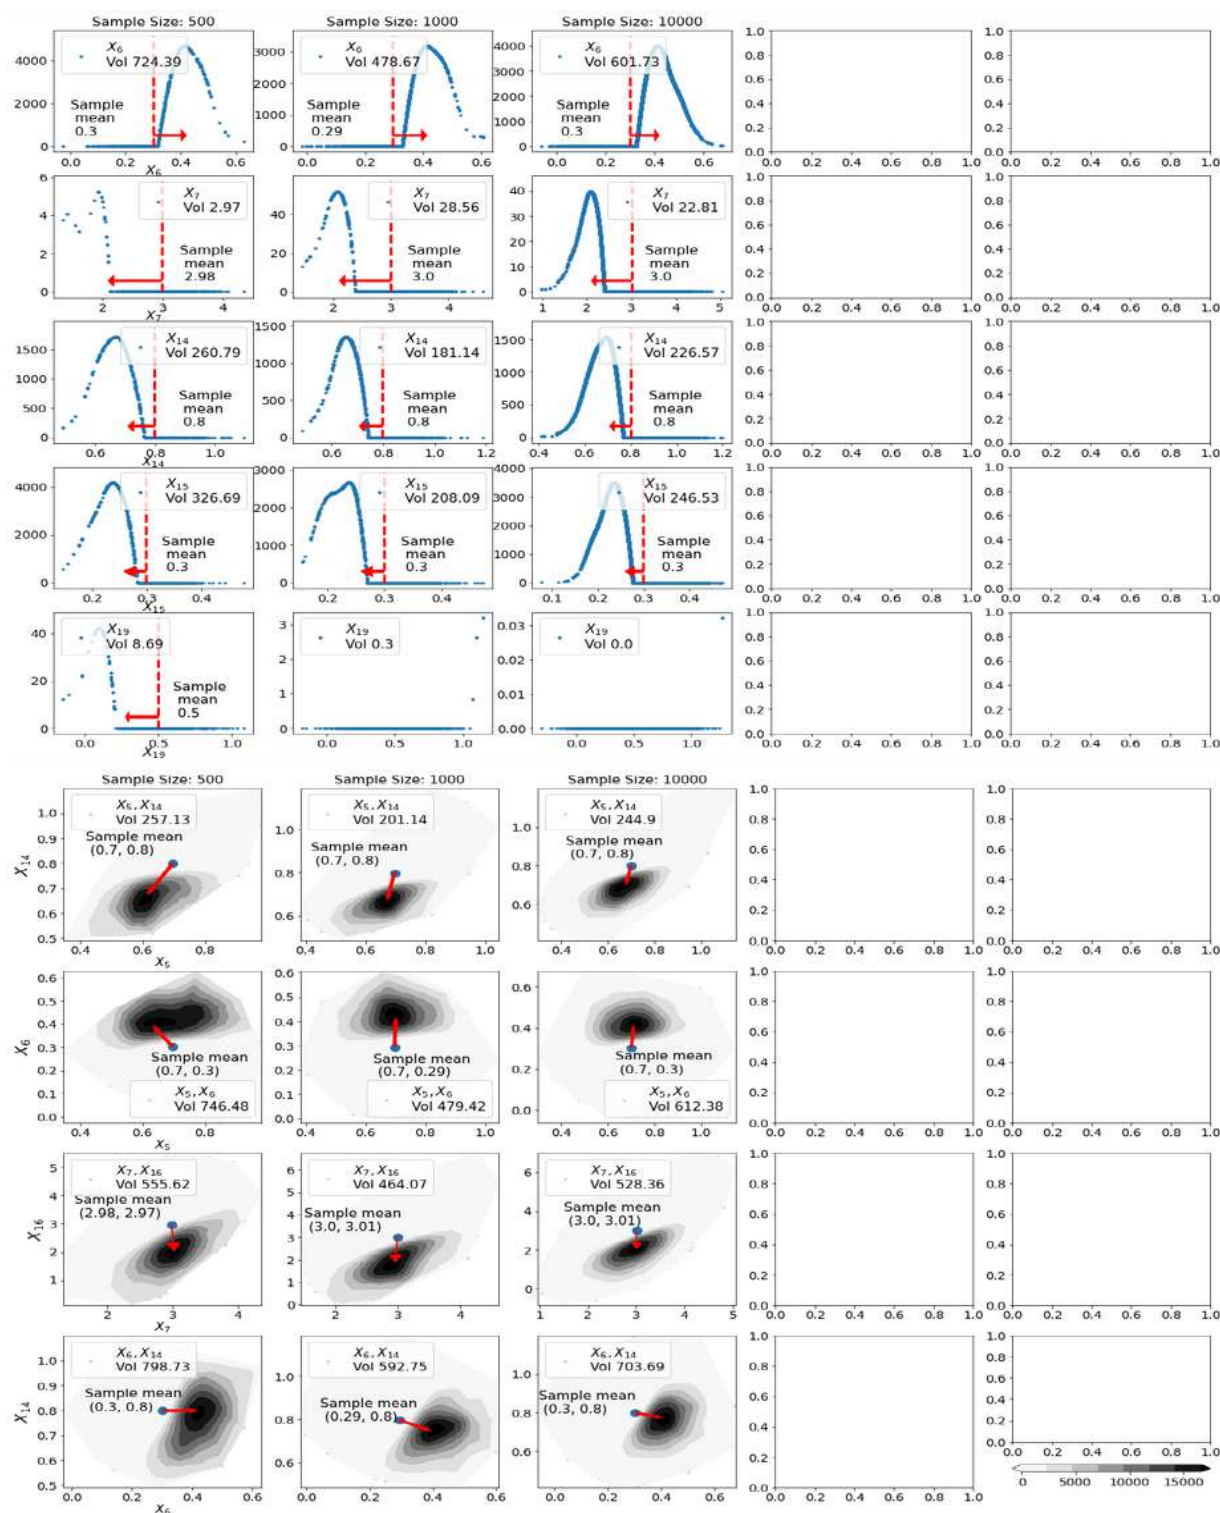 Sample Size: 500 Sample Size: 1000 Sample Size: 10000
X6
Vol 724.39
Sample
mean
0.3
X6
X6
Vol 478.67
Sample
mean
0.29
X6
Vol 601.73
Sample
mean
0.3
X7
Vol 2.97
Sample
mean
2.98
X7
X7
Vol 28.56
Sample
mean
3.0
X7
Vol 22.81
Sample
mean
3.0
X14
Vol 260.79
Sample
mean
0.8
X14
X14
Vol 181.14
Sample
mean
0.8
X14
Vol 226.57
Sample
mean
0.8
X15
Vol 326.69
Sample
mean
0.3
X15
X15
Vol 208.09
Sample
mean
0.3
X15
Vol 246.53
Sample
mean
0.3
X19
Vol 8.69
Sample
mean
0.5
X19
X19
Vol 0.3
X19
Vol 0.0
Sample Size: 500 Sample Size: 1000 Sample Size: 10000
X14
X5, X14
Vol 257.13
Sample mean
(0.7, 0.8)
X5
X5, X14
Vol 201.14
Sample mean
(0.7, 0.8)
X5, X14
Vol 244.9
Sample mean
(0.7, 0.8)
X6
Sample mean
(0.7, 0.3)
X5, X6
Vol 746.48
X5
Sample mean
(0.7, 0.29)
X5, X6
Vol 479.42
Sample mean
(0.7, 0.3)
X5, X6
Vol 612.38
X16
X7, X16
Vol 555.62
Sample mean
(2.98, 2.97)
X7
X7, X16
Vol 464.07
Sample mean
(3.0, 3.01)
X7, X16
Vol 528.36
Sample mean
(3.0, 3.01)
X14
X6, X14
Vol 798.73
Sample mean
(0.3, 0.8)
X6
X6, X14
Vol 592.75
Sample mean
(0.29, 0.8)
X6, X14
Vol 703.69
Sample mean
(0.3, 0.8)
0 5000 10000 15000